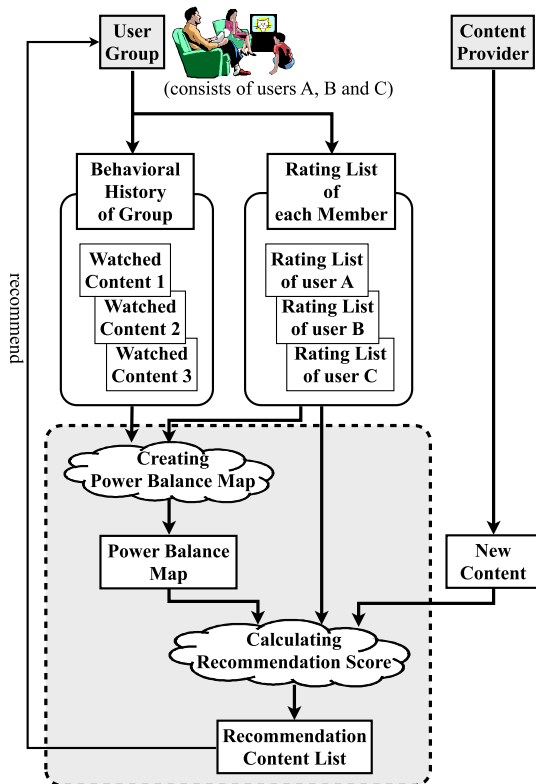 User
Group
Content
Provider
(consists of users A, B and C)
Behavioral
History
of Group
Rating List
of
each Member
Watched
Content 1
Watched
Content 2
Watched
Content 3
Rating List
of user A
Rating List
of user B
Rating List
of user C
recommend
Creating
Power Balance Map
Power Balance
Map
New
Content
Calculating
Recommendation Score
Recommendation
Content List